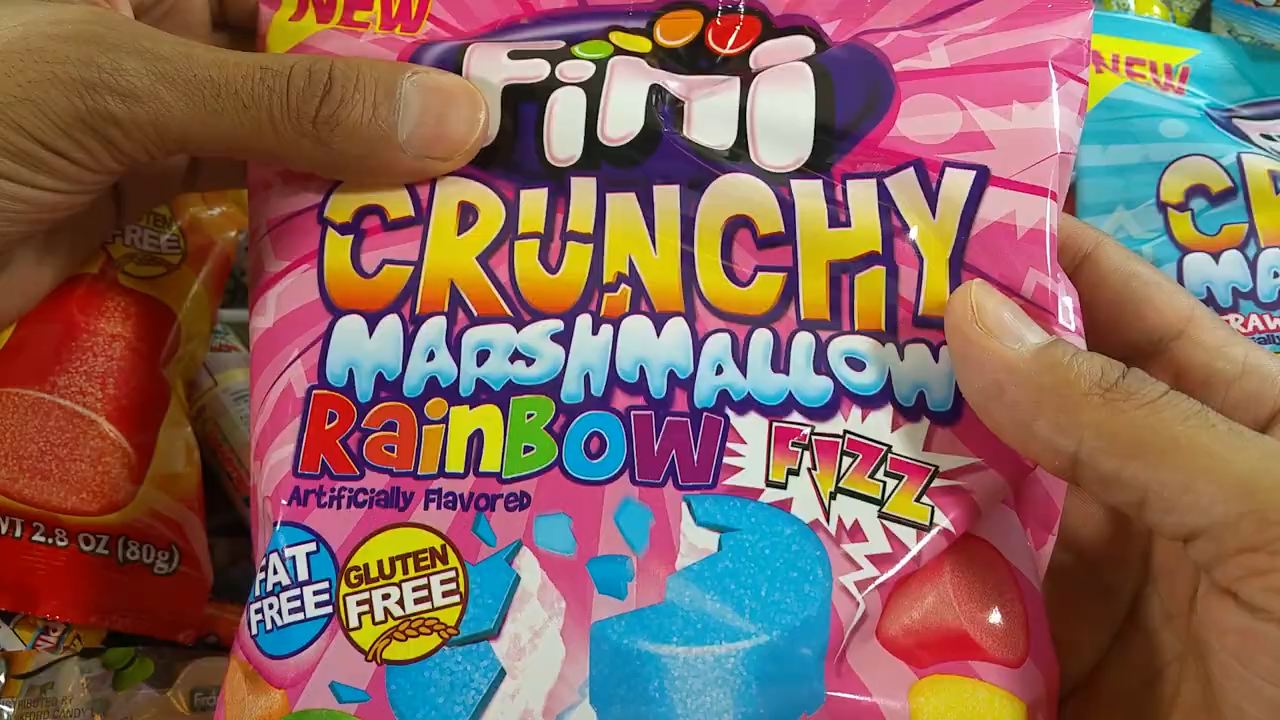 NEW
Fini
CRUNCHY
MARSHMALLOW
RainBOW
FIZZ
Artificially Flavored
FAT
FREE
GLUTEN
FREE
FREE
WT 2.8 OZ (80g)
NEW